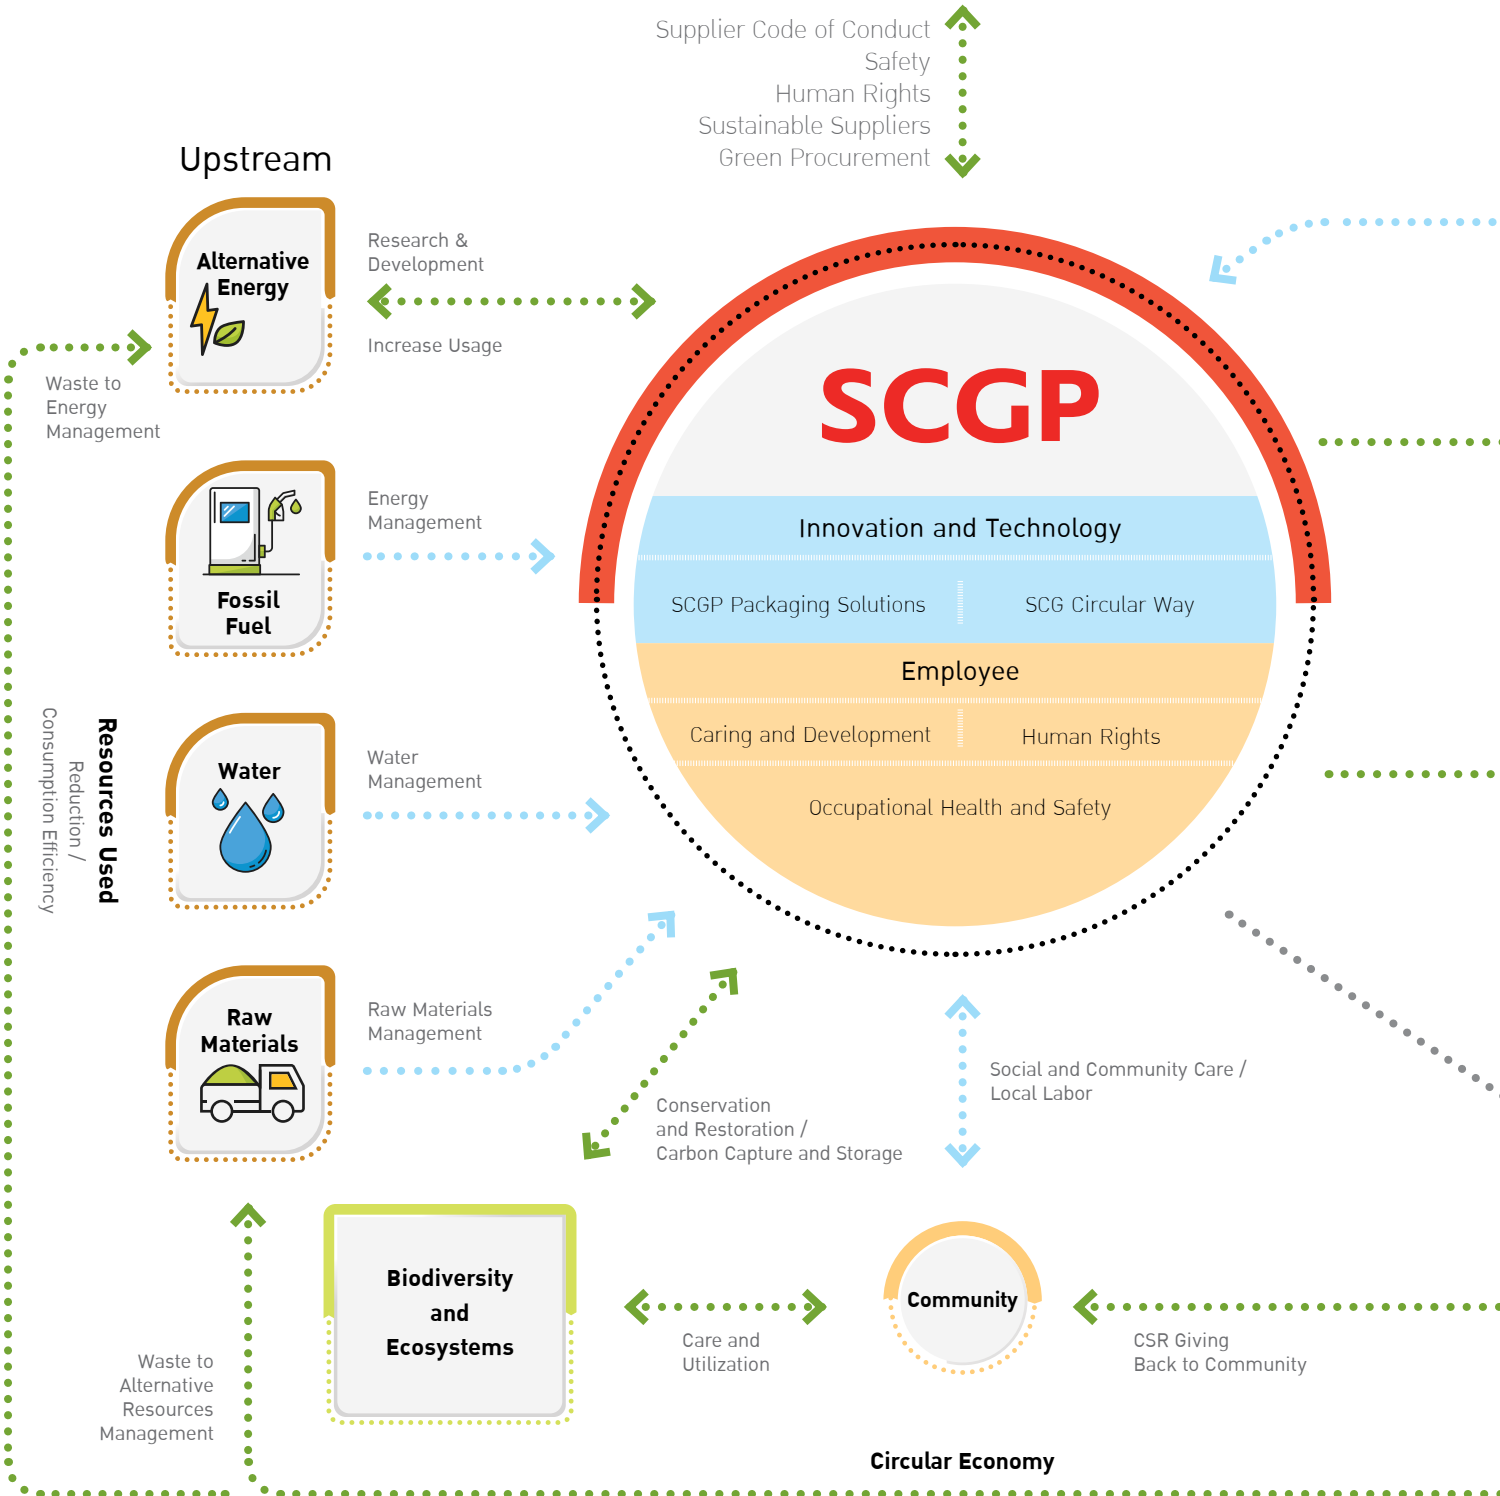 Supplier Code of Conduct
Safety
Human Rights
Sustainable Suppliers
Green Procurement
Upstream
Alternative
Energy
Research &
Development
Increase Usage
Waste to
Energy
Management
Fossil
Fuel
Energy
Management
Resources Used
Reduction /
Consumption Efficiency
Water
Water
Management
Raw
Materials
Raw Materials
Management
SCGP
Innovation and Technology
SCGP Packaging Solutions
SCG Circular Way
Employee
Caring and Development
Human Rights
Occupational Health and Safety
Conservation
and Restoration /
Carbon Capture and Storage
Social and Community Care /
Local Labor
Biodiversity
and
Ecosystems
Care and
Utilization
Community
CSR Giving
Back to Community
Waste to
Alternative
Resources
Management
Circular Economy